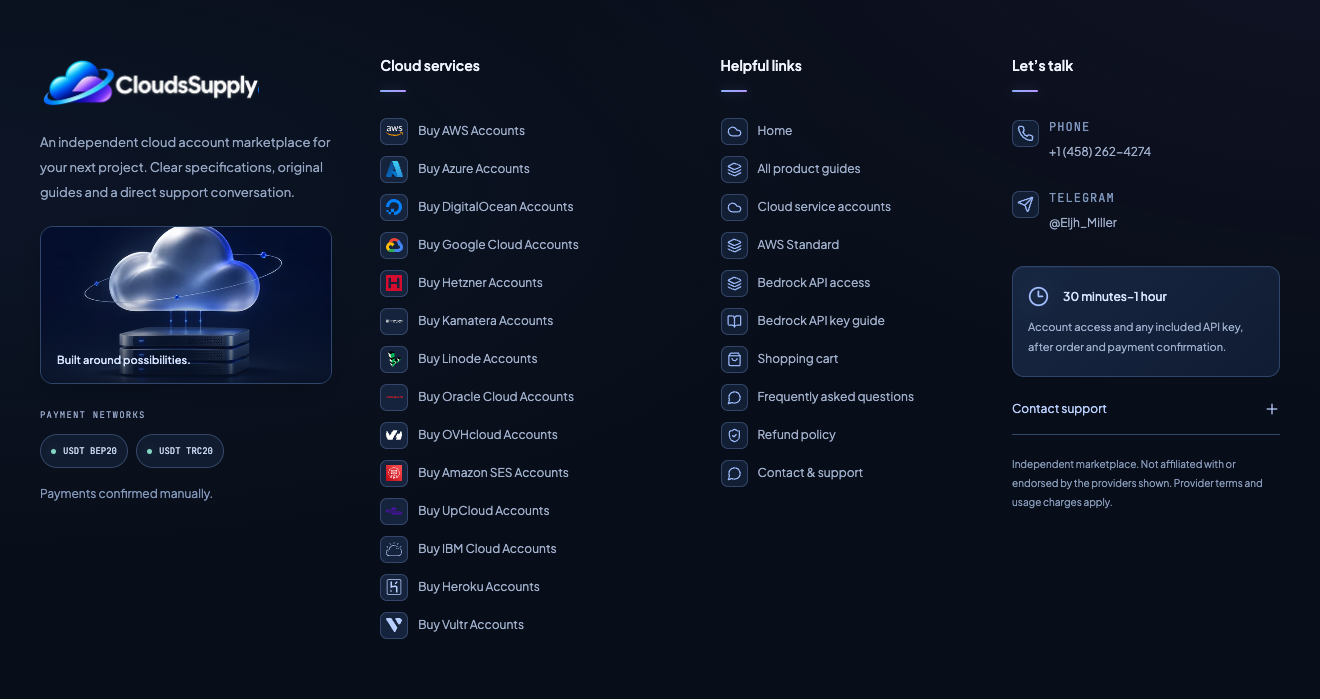 CloudsSupply
An independent cloud account marketplace for
your next project. Clear specifications, original
guides and a direct support conversation.
Built around possibilities.
PAYMENT NETWORKS
USDT BEP20
USDT TRC20
Payments confirmed manually.
Cloud services
aws
Buy AWS Accounts
Buy Azure Accounts
Buy DigitalOcean Accounts
Buy Google Cloud Accounts
Buy Hetzner Accounts
Buy Kamatera Accounts
Buy Linode Accounts
Buy Oracle Cloud Accounts
Buy OVHcloud Accounts
Buy Amazon SES Accounts
Buy UpCloud Accounts
Buy IBM Cloud Accounts
Buy Heroku Accounts
Buy Vultr Accounts
Helpful links
Home
All product guides
Cloud service accounts
AWS Standard
Bedrock API access
Bedrock API key guide
Shopping cart
Frequently asked questions
Refund policy
Contact & support
Let's talk
PHONE
+1 (458) 262-4274
TELEGRAM
@Eljh_Miller
30 minutes–1 hour
Account access and any included API key,
after order and payment confirmation.
Contact support
Independent marketplace. Not affiliated with or
endorsed by the providers shown. Provider terms and
usage charges apply.